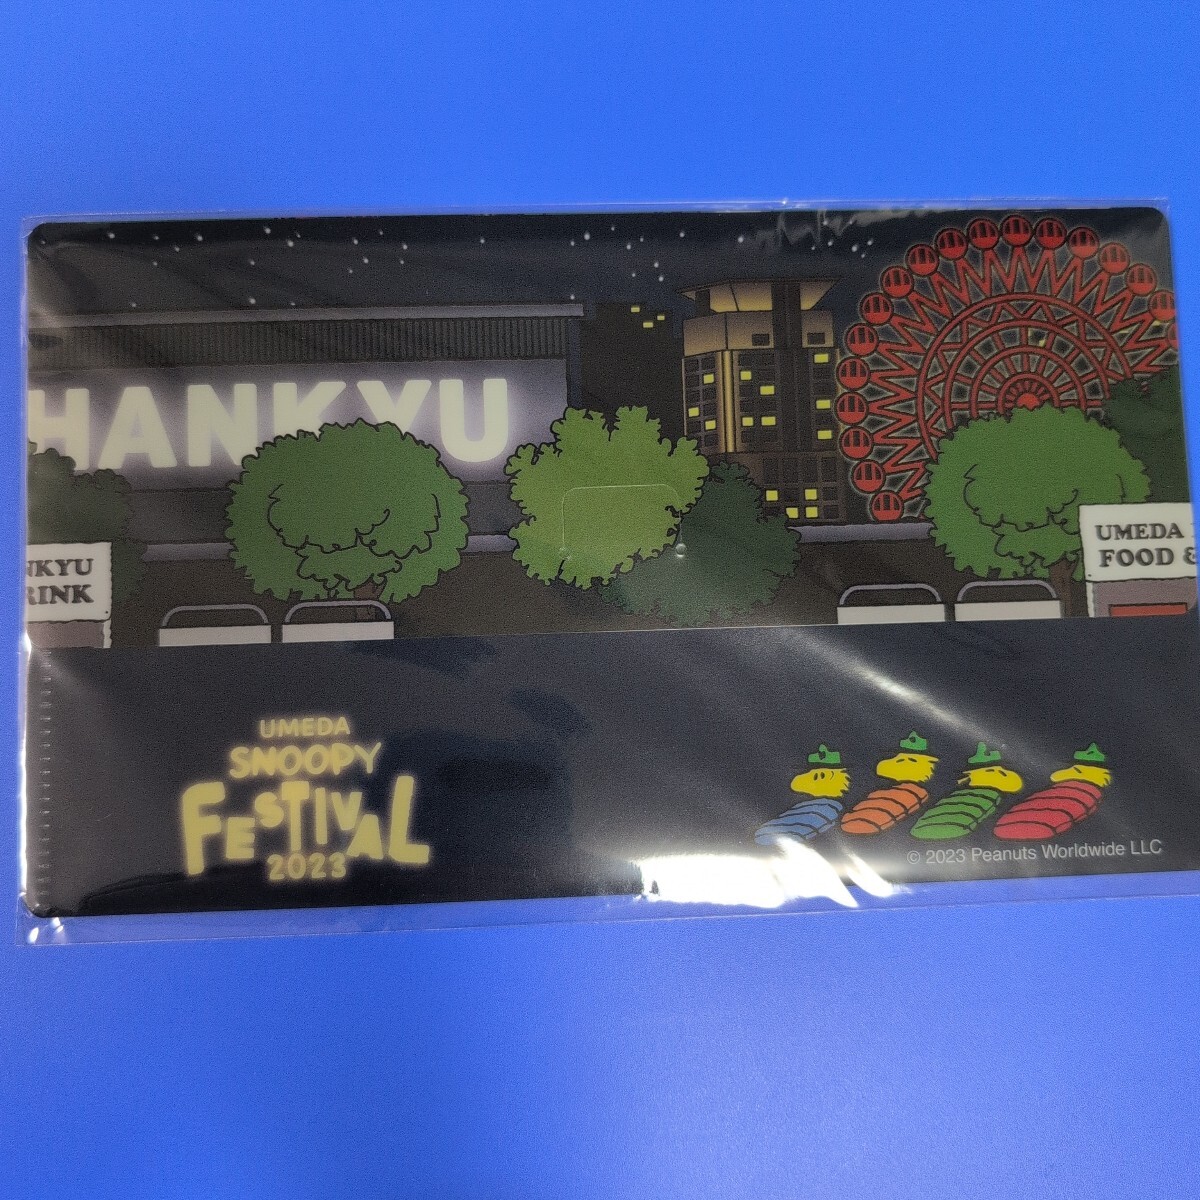 HANKYU
NKYU
RINK
UMEDA
FOOD &
UMEDA
SNOOPY
FESTIVAL
2023
© 2023 Peanuts Worldwide LLC